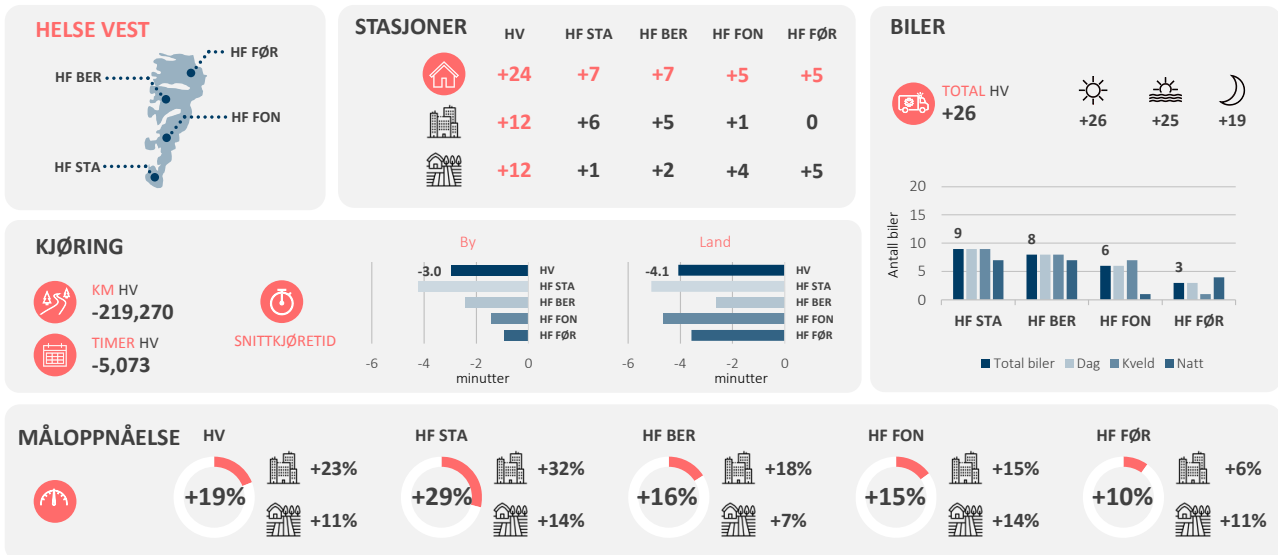 HELSE VEST
HF FØR
HF BER
HF FON
HF STA
STASJONER
HV HF STA HF BER HF FON HF FØR
+24 +7 +7 +5 +5
+12 +6 +5 +1 0
+12 +1 +2 +4 +5
BILER
TOTAL HV
+26
+26 +25 +19
Antall biler
20
15
10
5
0
9 8 6 3
HF STA HF BER HF FON HF FØR
Total biler Dag Kveld Natt
KJØRING
KM HV
-219,270
TIMER HV
-5,073
SNITTKJØRETID
By
-3.0
HV
HF STA
HF BER
HF FON
HF FØR
-6 -4 -2 0
minutter
Land
-4.1
HV
HF STA
HF BER
HF FON
HF FØR
-6 -4 -2 0
minutter
MÅLOPPNÅELSE
HV
+19%
+23%
+11%
HF STA
+29%
+32%
+14%
HF BER
+16%
+18%
+7%
HF FON
+15%
+15%
+14%
HF FØR
+10%
+6%
+11%